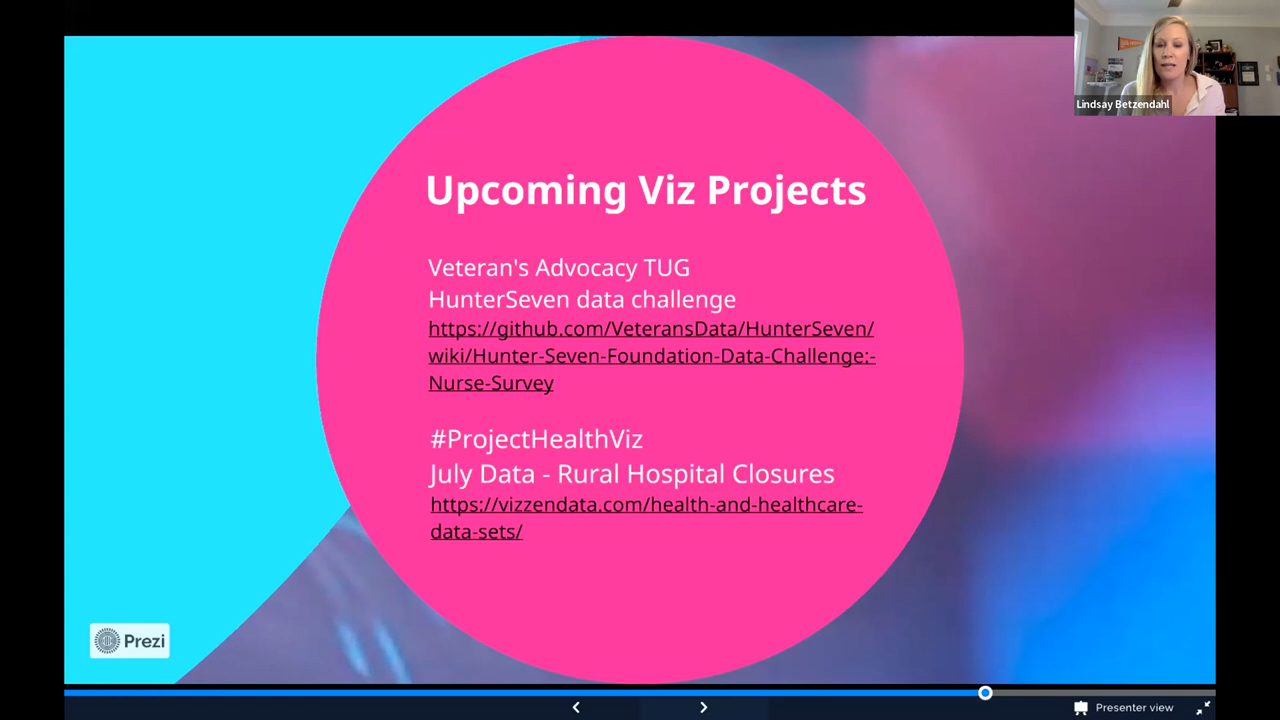 Lindsay Betzendahl
Upcoming Viz Projects
Veteran's Advocacy TUG
HunterSeven data challenge
https://github.com/VeteransData/HunterSeven/
wiki/Hunter-Seven-Foundation-Data-Challenge:-
Nurse-Survey
#ProjectHealthViz
July Data - Rural Hospital Closures
https://vizzendata.com/health-and-healthcare-
data-sets/
Prezi
Presenter view